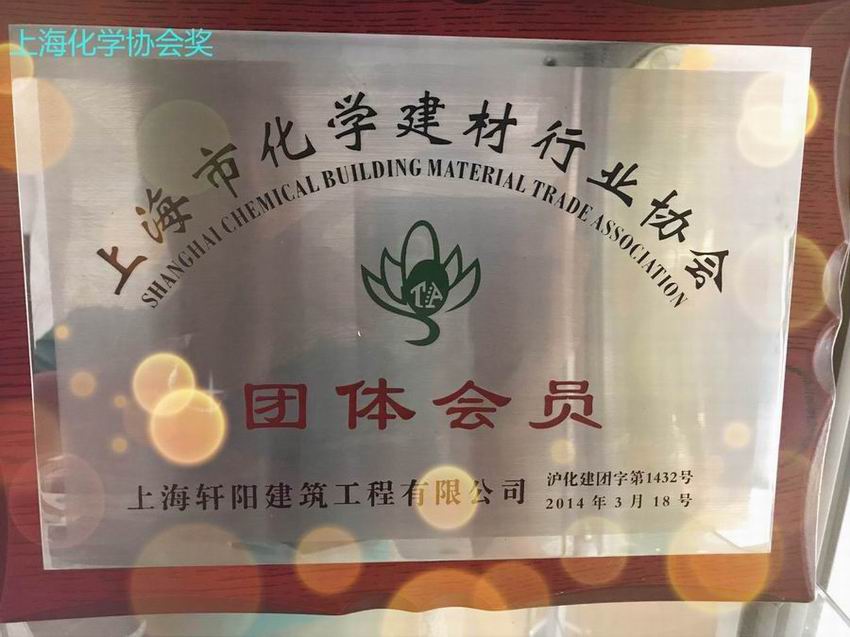 上海化学协会奖
上海市化学建材行业协会
SHANGHAI CHEMICAL BUILDING MATERIAL TRADE ASSOCIATION
团体会员
上海轩阳建筑工程有限公司
沪化建团字第1432号
2014年3月18号